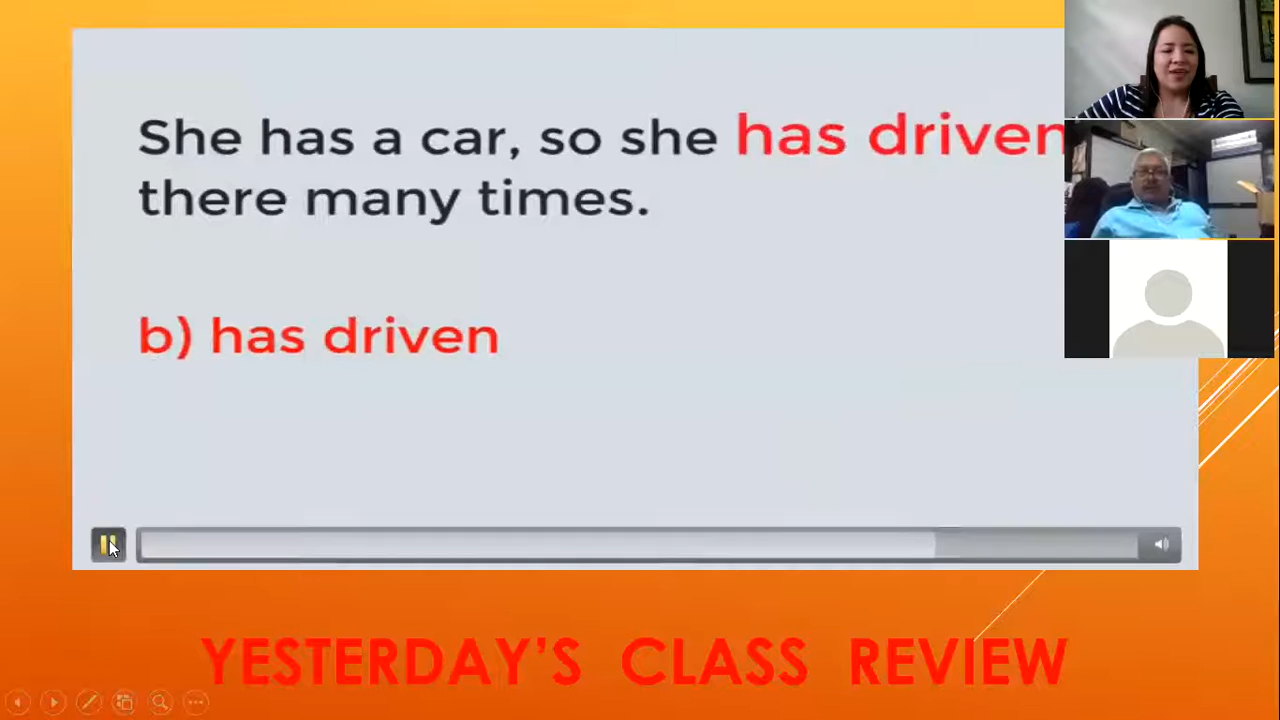 She has a car, so she has driven
there many times.
b) has driven
YESTERDAY'S CLASS REVIEW